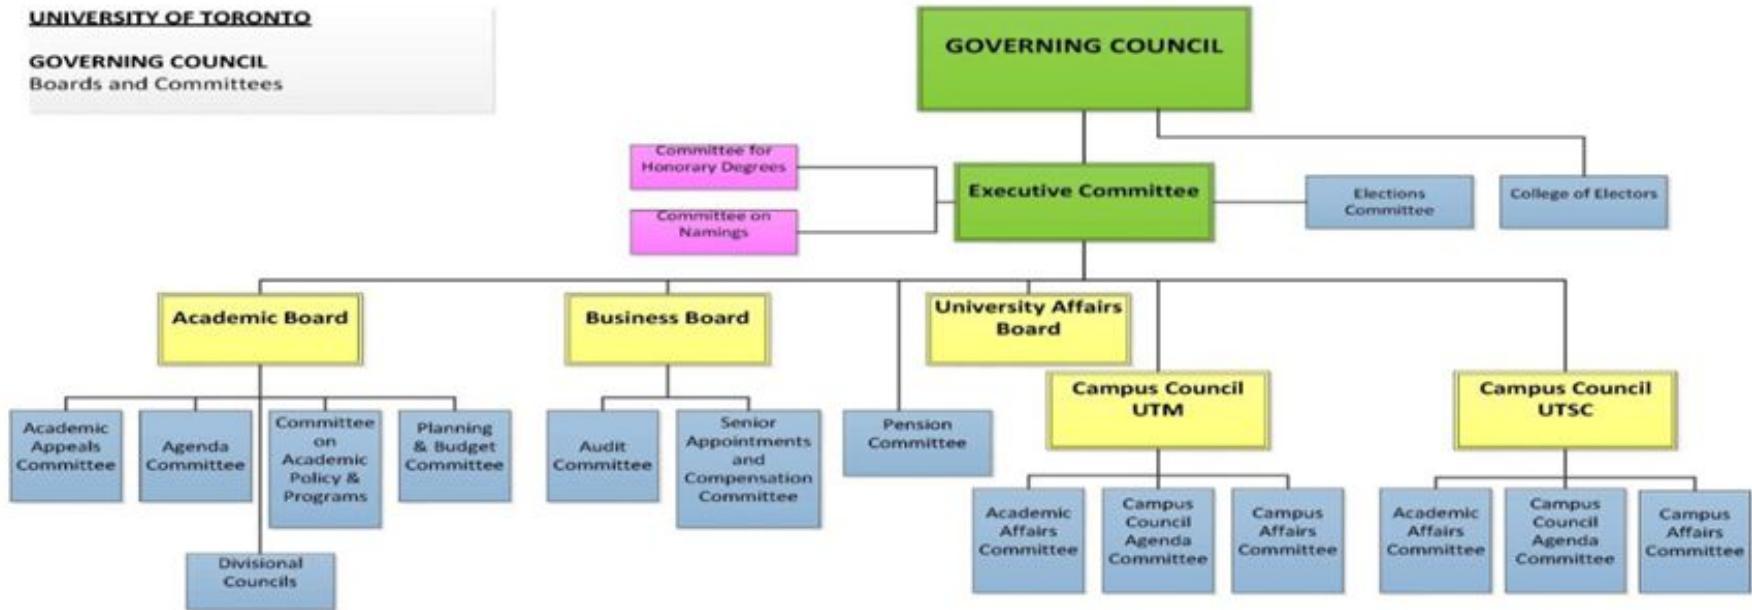 UNIVERSITY OF TORONTO
GOVERNING COUNCIL
Boards and Committees
GOVERNING COUNCIL
Committee for
Honorary Degrees
Committee on
Namings
Executive Committee
Elections
Committee
College of Electors
Academic Board
Business Board
University Affairs
Board
Campus Council
UTM
Campus Council
UTSC
Academic
Appeals
Committee
Agenda
Committee
Committee
on
Academic
Policy &
Programs
Planning
& Budget
Committee
Divisional
Councils
Audit
Committee
Senior
Appointments
and
Compensation
Committee
Pension
Committee
Academic
Affairs
Committee
Campus
Council
Agenda
Committee
Campus
Affairs
Committee
Academic
Affairs
Committee
Campus
Council
Agenda
Committee
Campus
Affairs
Committee